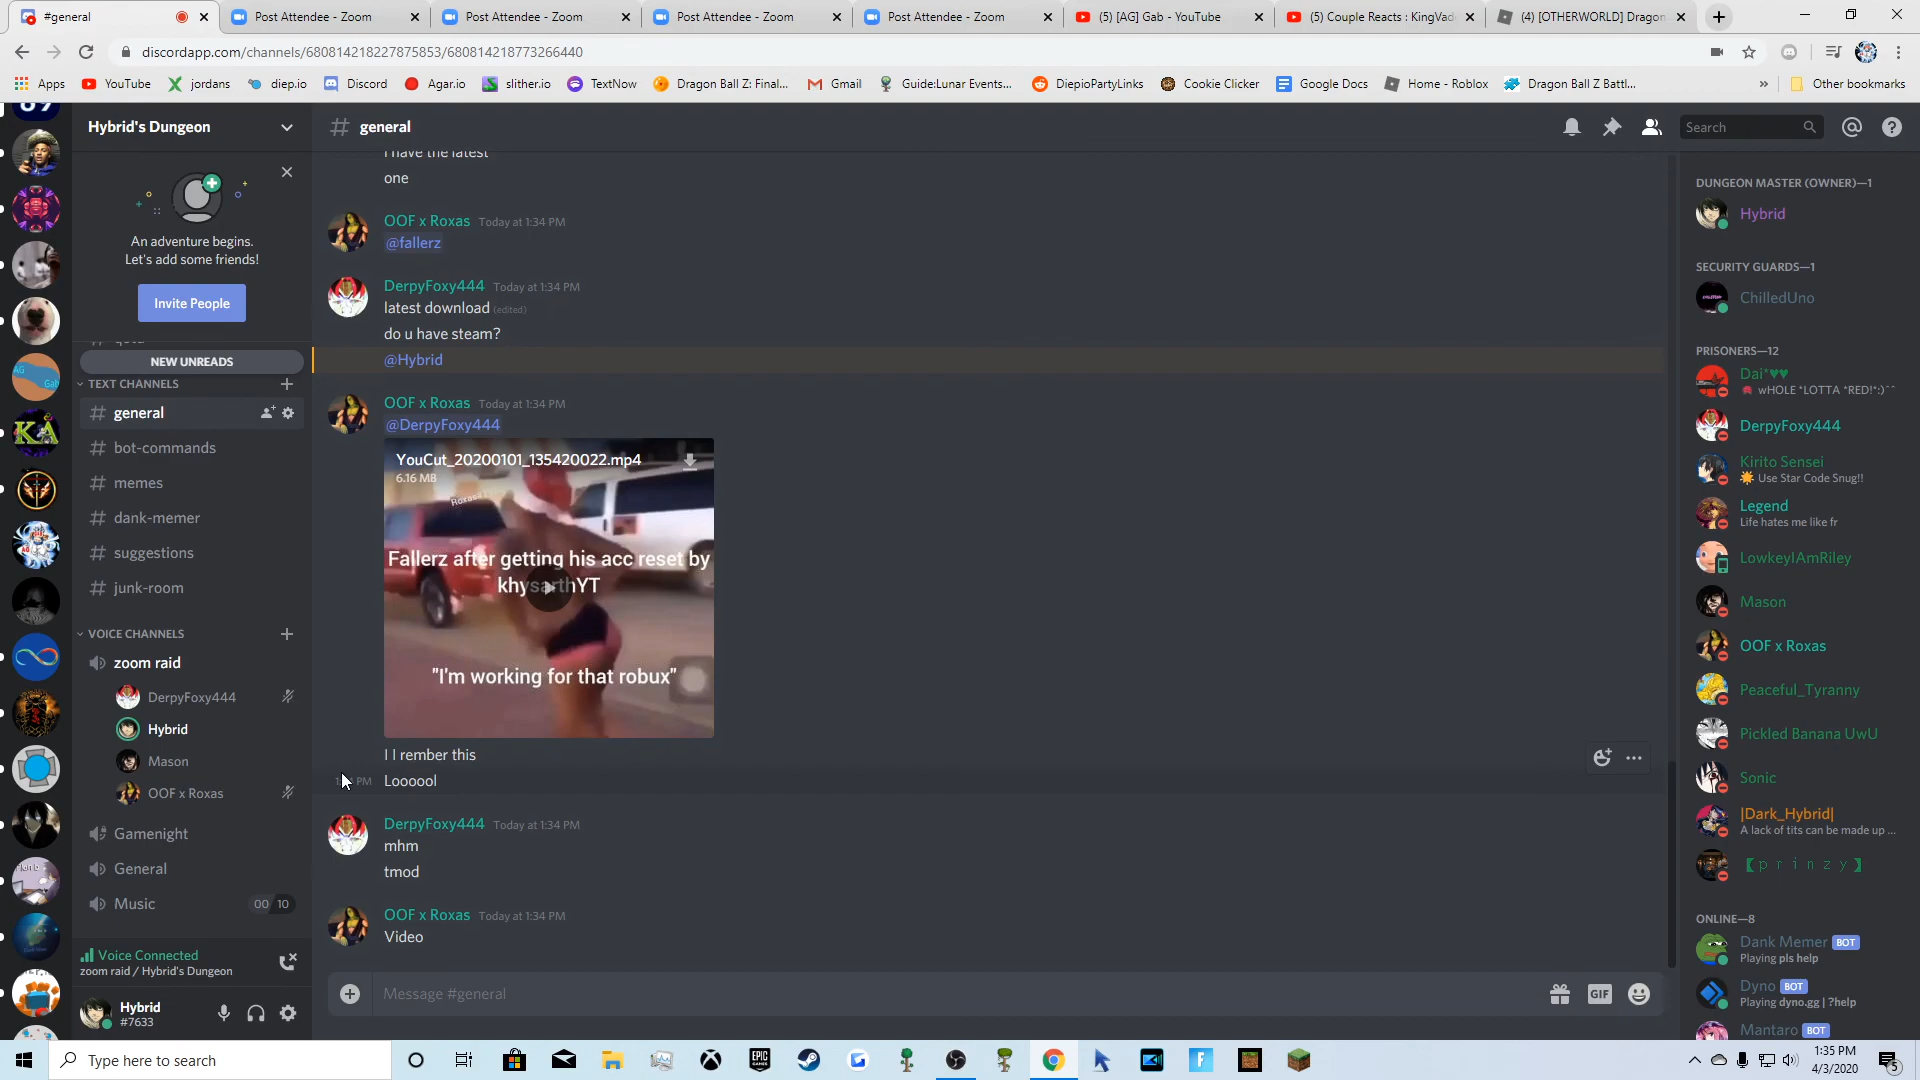 #general
Post Attendee - Zoom
Post Attendee - Zoom
Post Attendee - Zoom
Post Attendee - Zoom
(5) [AG] Gab - YouTube
(5) Couple Reacts : KingVad
(4) [OTHERWORLD] Dragon
discordapp.com/channels/680814218227875853/680814218773266440
Apps
YouTube
jordans
diep.io
Discord
Agar.io
slither.io
TextNow
Dragon Ball Z: Final...
Gmail
Guide:Lunar Events...
DiepioPartyLinks
Cookie Clicker
Google Docs
Home - Roblox
Dragon Ball Z Battl...
Other bookmarks
Hybrid's Dungeon
An adventure begins.
Let's add some friends!
Invite People
NEW UNREADS
TEXT CHANNELS
general
bot-commands
memes
dank-memer
suggestions
junk-room
VOICE CHANNELS
zoom raid
DerpyFoxy444
Hybrid
Mason
OOF x Roxas
Gamenight
General
Music
00 10
Voice Connected
zoom raid / Hybrid's Dungeon
Hybrid
#7633
general
Search
I have the latest
one
OOF x Roxas Today at 1:34 PM
@fallerz
DerpyFoxy444 Today at 1:34 PM
latest download (edited)
do u have steam?
@Hybrid
OOF x Roxas Today at 1:34 PM
@DerpyFoxy444
YouCut_20200101_135420022.mp4
6.16 MB
Fallerz after getting his acc reset by
khysarthYT
"I'm working for that robux"
I I rember this
Loooool
DerpyFoxy444 Today at 1:34 PM
mhm
tmod
OOF x Roxas Today at 1:34 PM
Video
Message #general
GIF
DUNGEON MASTER (OWNER)—1
Hybrid
SECURITY GUARDS—1
ChilledUno
PRISONERS—12
Dai*♥♥
wHOLE *LOTTA *RED!*:)ˆˆ
DerpyFoxy444
Kirito Sensei
Use Star Code Snug!!
Legend
Life hates me like fr
LowkeyIAmRiley
Mason
OOF x Roxas
Peaceful_Tyranny
Pickled Banana UwU
Sonic
|Dark_Hybrid|
A lack of tits can be made up ...
【p r i n z y】
ONLINE—8
Dank Memer BOT
Playing pls help
Dyno BOT
Playing dyno.gg | ?help
Mantaro BOT
Type here to search
1:35 PM
4/3/2020
5